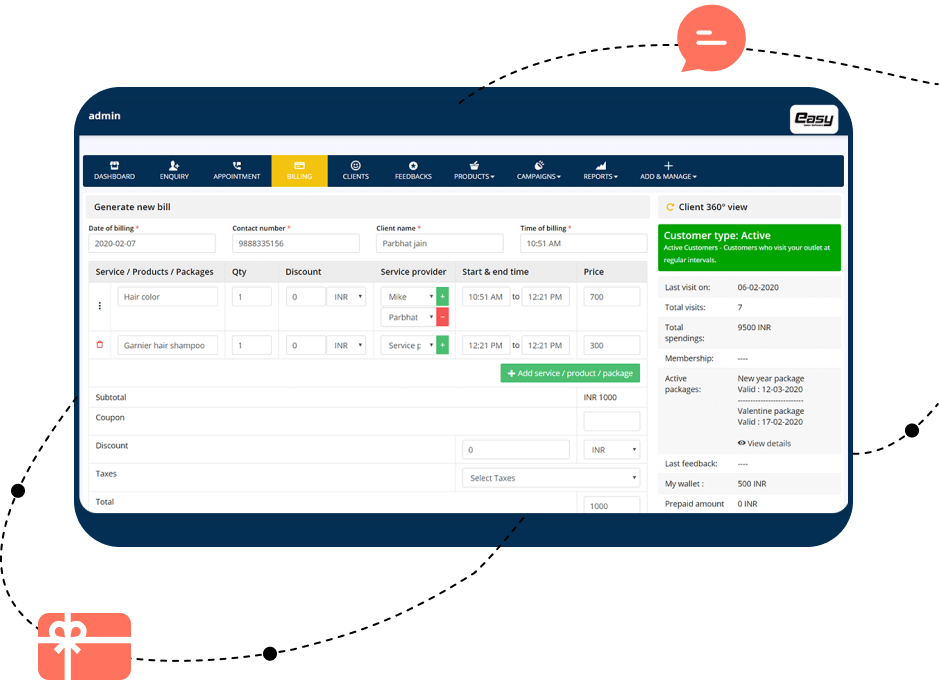 admin
easy
DASHBOARD ENQUIRY APPOINTMENT BILLING CLIENTS FEEDBACKS PRODUCTS CAMPAIGNS REPORTS ADD & MANAGE
Generate new bill
Date of billing * Contact number * Client name * Time of billing *
2020-02-07 9888335156 Parbhat jain 10:51 AM
Service / Products / Packages Qty Discount Service provider Start & end time Price
Hair color 1 0 INR Mike + 10:51 AM to 12:21 PM 700
Parbhat −
Garnier hair shampoo 1 0 INR Service p + 12:21 PM to 12:21 PM 300
+ Add service / product / package
Subtotal INR 1000
Coupon
Discount 0 INR
Taxes Select Taxes
Total 1000
Client 360° view
Customer type: Active
Active Customers - Customers who visit your outlet at
regular intervals.
Last visit on: 06-02-2020
Total visits: 7
Total 9500 INR
spendings:
Membership: ----
Active New year package
packages: Valid : 12-03-2020
--------------------------
Valentine package
Valid : 17-02-2020
View details
Last feedback: ----
My wallet : 500 INR
Prepaid amount 0 INR